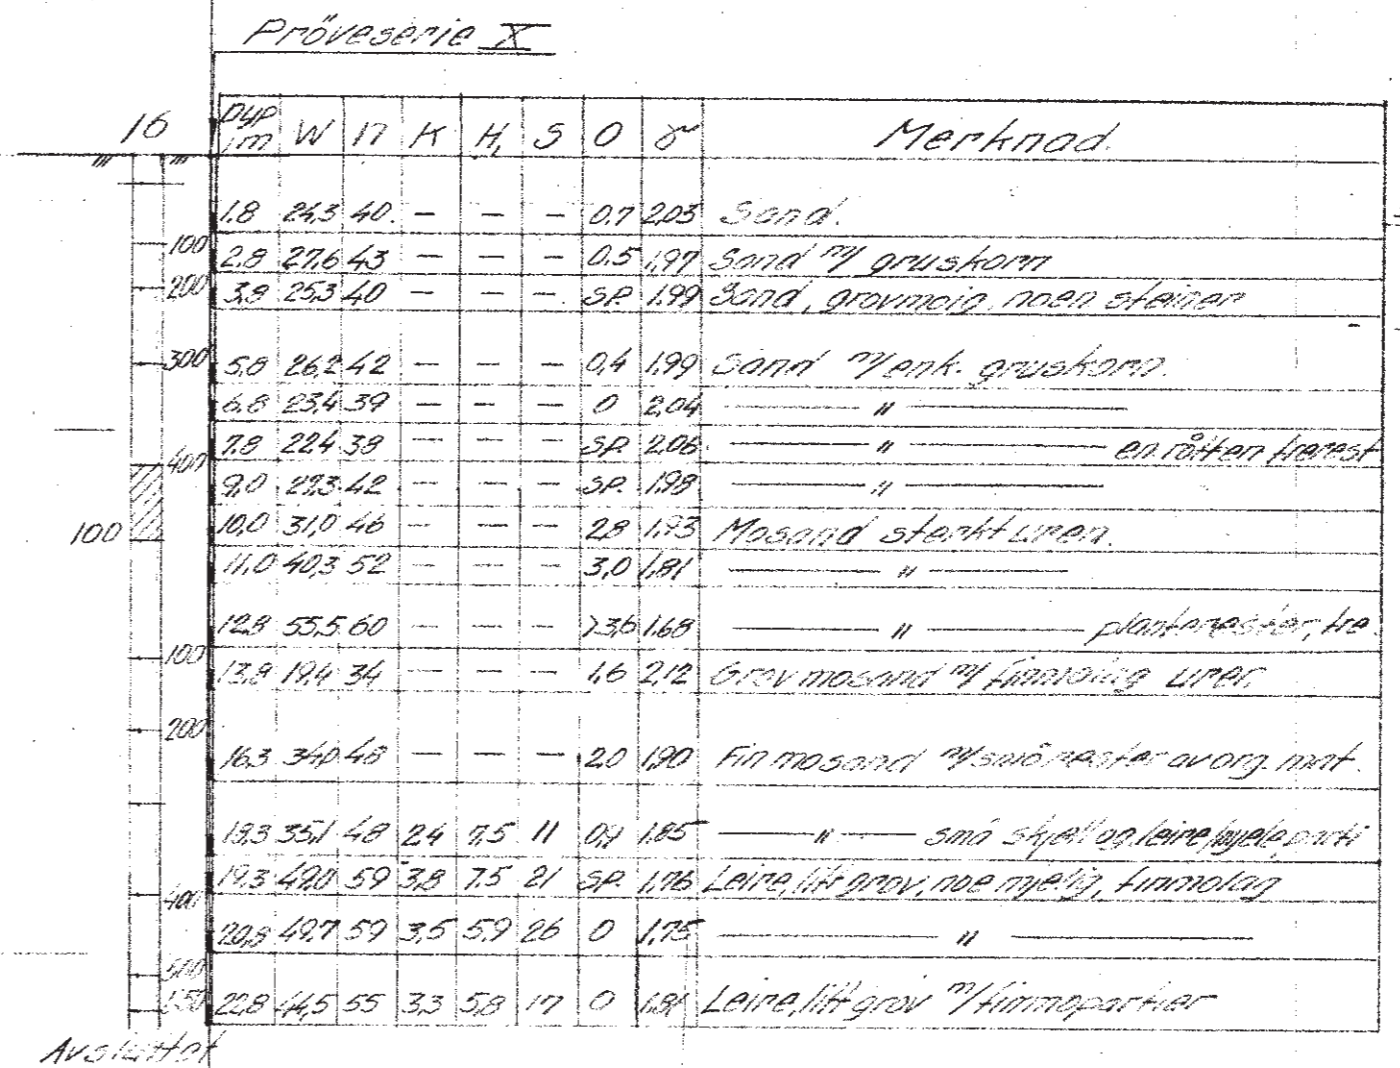 Pröveserie X
16
Dyp im W n K H₁ S O γ Merknad.
1.8 24,3 40. — — — 0.7 2,03 Sand.
100
2.8 27,6 43 — — — 0.5 1,97 Sand m/ gruskorn
200
3,8 25,3 40 — — — SP. 1.99 Sand, grovmoig, noen steiner
300
5,8 26,2 42 — — — 0,4 1,99 Sand m/enk. gruskorn.
6.8 23,4 39 — — — 0 2,04 — " —
7.8 22,4 38 — — — SP. 2,06 — " — en råtten trerest
400
9,0 27,3 42 — — — SP. 1,98 — " —
100
10,0 31,0 46 — — — 2,8 1,93 Mosand sterkt uren.
11,0 40,3 52 — — — 3,0 1,81 — " —
12,8 55,5 60 — — — >3,6 1,68 — " — planterester, tre
100
13,8 19,4 34 — — — 1,6 2,12 Grov mosand m/ finmolag uren.
200
16.3 34,0 48 — — — 2,0 1,90 Fin mosand m/små rester av org. mat.
18,3 35,1 48 2,4 7,5 11 1,85 — " — små skjell og leire, parti
19,3 49,0 59 3,8 7.5 21 SP. 1,76 Leire, litt grov, noe mjelig, finmolag
400
20,8 49,7 59 3,5 5,9 26 0 1,75 — " —
500
550
22,8 44,5 55 3,3 5,8 17 0 1,81 Leire, litt grov m/finmopartier
Avsluttet